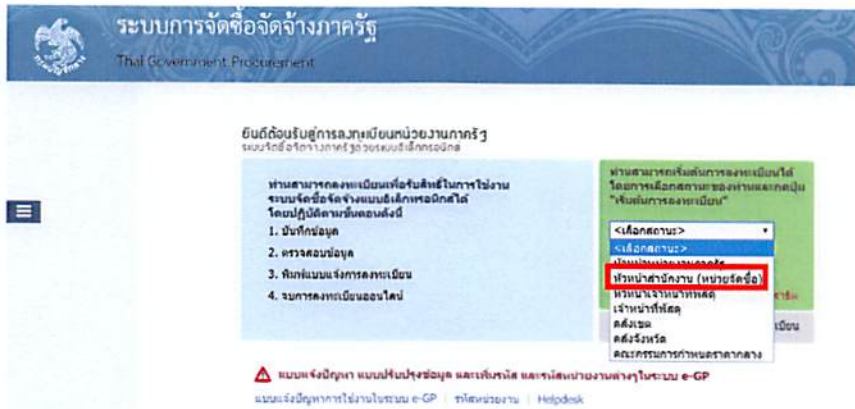 ระบบการจัดซื้อจัดจ้างภาครัฐ
Thai Government Procurement
ยินดีต้อนรับสู่การลงทะเบียนหน่วยงานภาครัฐ
ระบบจัดซื้อจัดจ้างภาครัฐด้วยระบบอิเล็กทรอนิกส์
ท่านสามารถลงทะเบียนเพื่อรับสิทธิ์ในการใช้งาน
ระบบจัดซื้อจัดจ้างแบบอิเล็กทรอนิกส์ได้
โดยปฏิบัติตามขั้นตอนดังนี้
1. บันทึกข้อมูล
2. ตรวจสอบข้อมูล
3. พิมพ์แบบแจ้งการลงทะเบียน
4. จบการลงทะเบียนออนไลน์
ท่านสามารถเริ่มต้นการลงทะเบียนได้
โดยการเลือกสถานะของท่านและกดปุ่ม
"เริ่มต้นการลงทะเบียน"
<เลือกสถานะ>
<เลือกสถานะ>
หัวหน้าหน่วยงานภาครัฐ
หัวหน้าสำนักงาน (หน่วยจัดซื้อ)
หัวหน้าเจ้าหน้าที่พัสดุ
เจ้าหน้าที่พัสดุ
คลังเขต
คลังจังหวัด
คณะกรรมการกำหนดราคากลาง
เบียน
แบบแจ้งปัญหา แบบปรับปรุงข้อมูล และเพิ่มรหัส และรหัสหน่วยงานต่างๆในระบบ e-GP
แบบแจ้งปัญหาการใช้งานในระบบ e-GP | รหัสหน่วยงาน | Helpdesk